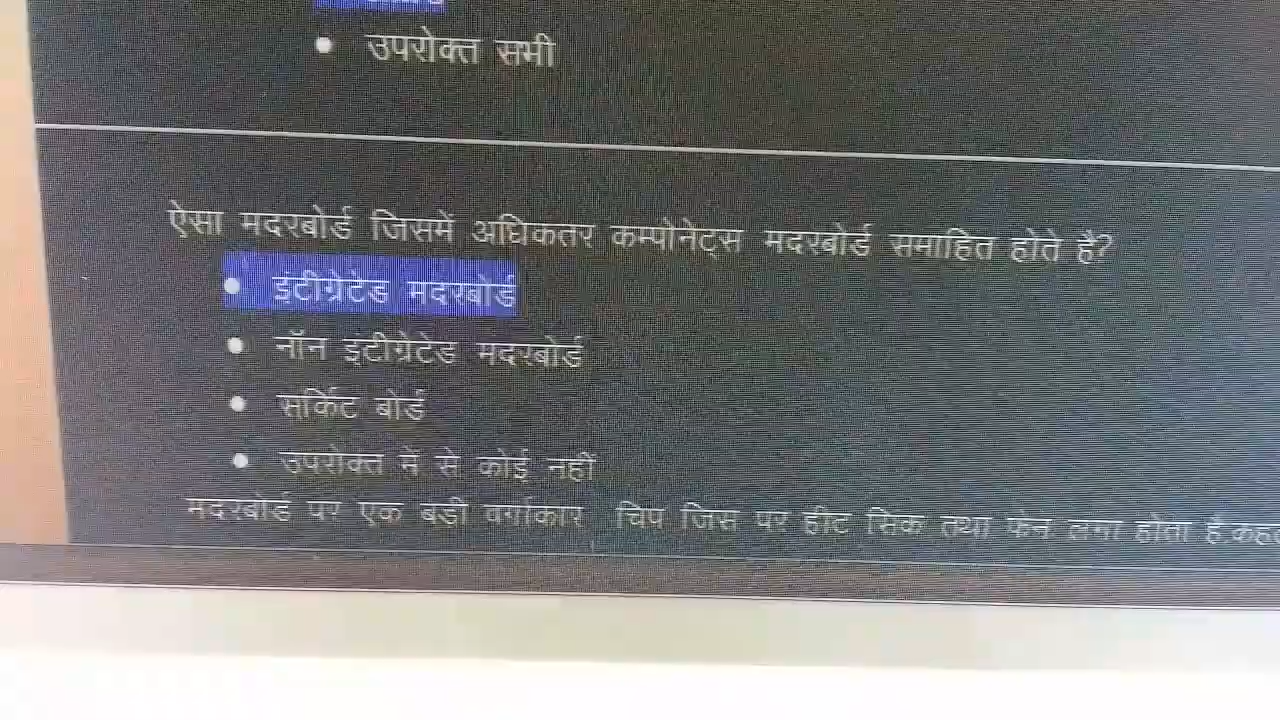 उपरोक्त सभी
ऐसा मदरबोर्ड जिसमें अधिकतर कम्पोनेट्स मदरबोर्ड समाहित होते है?
इंटीग्रेटेड मदरबोर्ड
नॉन इंटीग्रेटेड मदरबोर्ड
सर्किट बोर्ड
उपरोक्त में से कोई नहीं
मदरबोर्ड पर एक बडी वर्गाकार चिप जिस पर हीट सिंक तथा फेन लगा होता है